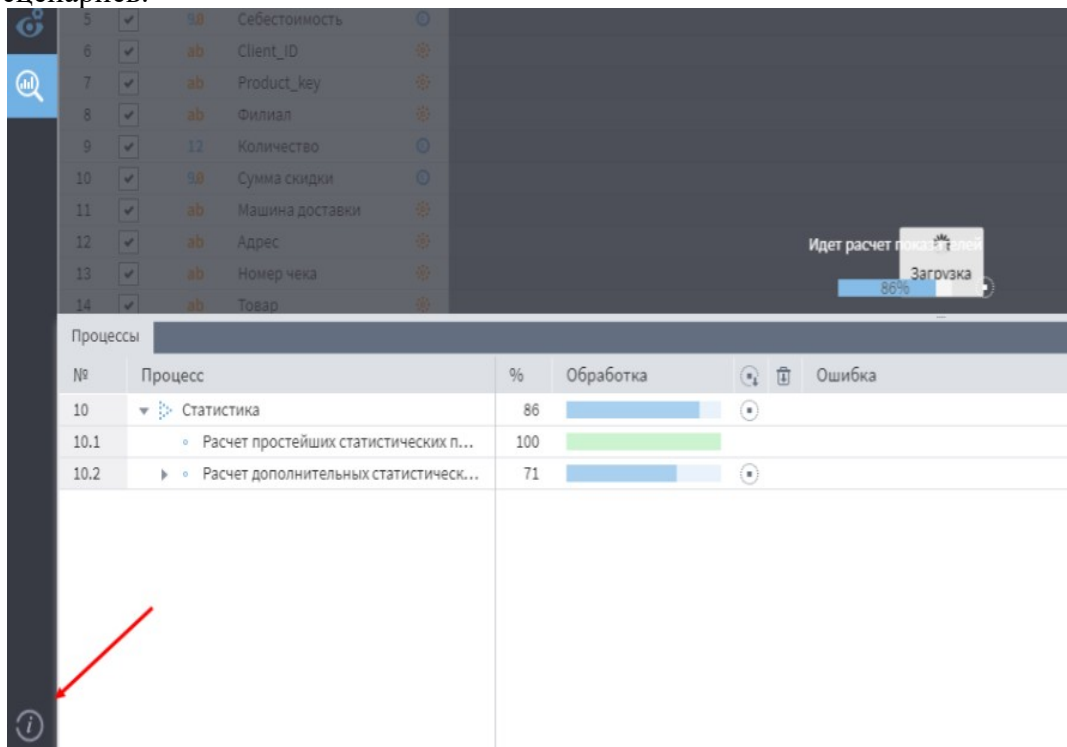 сценариев.
5 9.0 Себестоимость
6 ab Client_ID
7 ab Product_key
8 ab Филиал
9 12 Количество
10 9.0 Сумма скидки
11 ab Машина доставки
12 ab Адрес
13 ab Номер чека
14 ab Товар
Идет расчет показателей
Загрузка
86%
Процессы
№ Процесс % Обработка Ошибка
10 Статистика 86
10.1 Расчет простейших статистических п... 100
10.2 Расчет дополнительных статистическ... 71
i